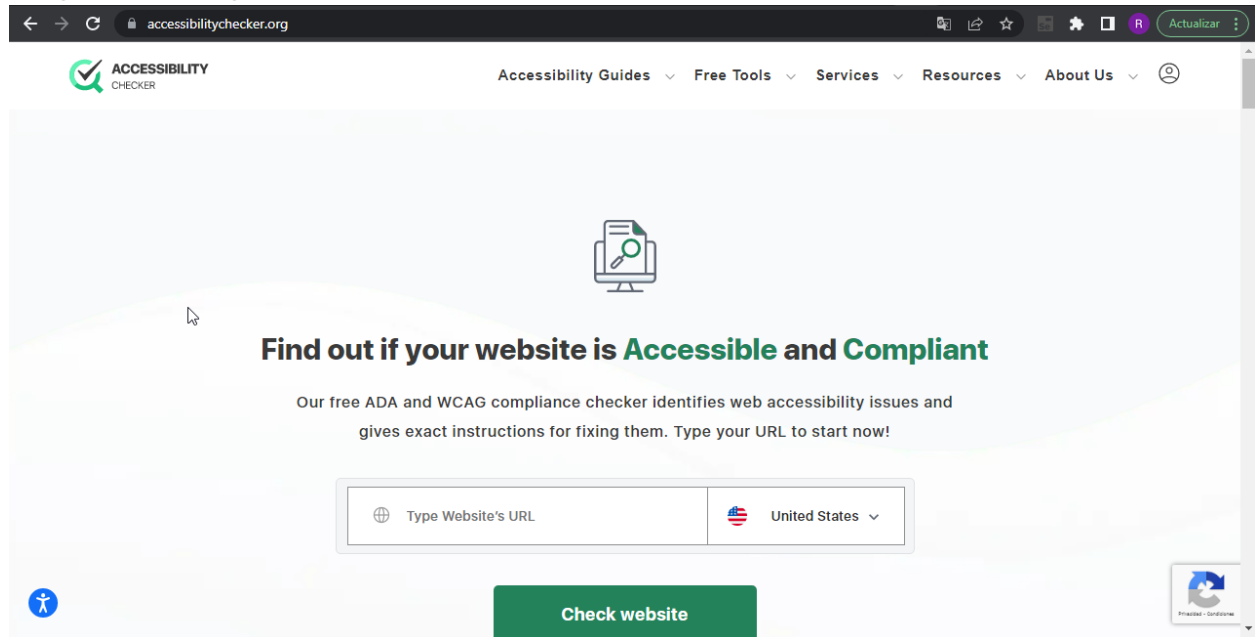 accessibilitychecker.org
R
Actualizar
ACCESSIBILITY
CHECKER
Accessibility Guides Free Tools Services Resources About Us
Find out if your website is Accessible and Compliant
Our free ADA and WCAG compliance checker identifies web accessibility issues and
gives exact instructions for fixing them. Type your URL to start now!
Type Website's URL United States
Check website